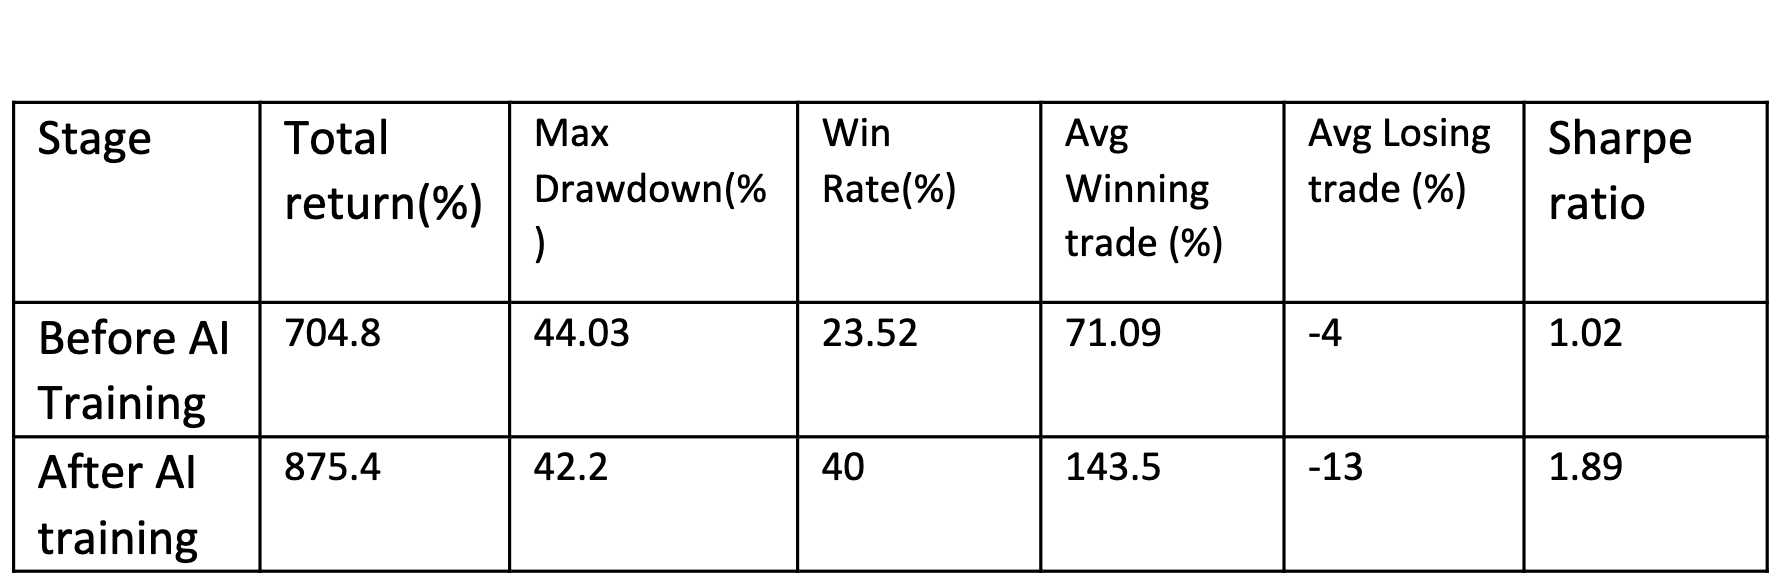 Stage
Total
return(%)
Max
Drawdown(%
)
Win
Rate(%)
Avg
Winning
trade (%)
Avg Losing
trade (%)
Sharpe
ratio
Before AI
Training
704.8
44.03
23.52
71.09
-4
1.02
After AI
training
875.4
42.2
40
143.5
-13
1.89